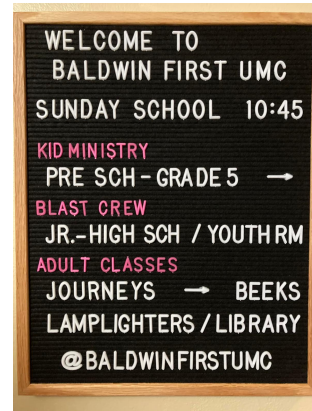 WELCOME TO
BALDWIN FIRST UMC
SUNDAY SCHOOL 10:45
KID MINISTRY
PRE SCH - GRADE 5 →
BLAST CREW
JR.-HIGH SCH / YOUTH RM
ADULT CLASSES
JOURNEYS → BEEKS
LAMPLIGHTERS / LIBRARY
@BALDWINFIRSTUMC